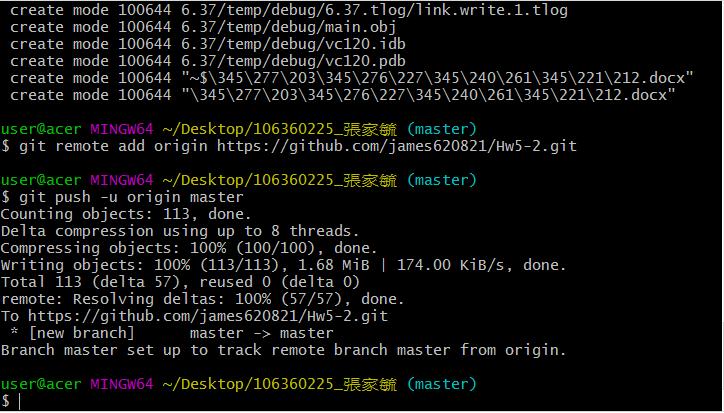 create mode 100644 6.37/temp/debug/6.37.tlog/link.write.1.tlog
create mode 100644 6.37/temp/debug/main.obj
create mode 100644 6.37/temp/debug/vc120.idb
create mode 100644 6.37/temp/debug/vc120.pdb
create mode 100644 "~$\345\277\203\345\276\227\345\240\261\345\221\212.docx"
create mode 100644 "\345\277\203\345\276\227\345\240\261\345\221\212.docx"
user@acer MINGW64 ~/Desktop/106360225_張家毓 (master)
$ git remote add origin https://github.com/james620821/Hw5-2.git
user@acer MINGW64 ~/Desktop/106360225_張家毓 (master)
$ git push -u origin master
Counting objects: 113, done.
Delta compression using up to 8 threads.
Compressing objects: 100% (100/100), done.
Writing objects: 100% (113/113), 1.68 MiB | 174.00 KiB/s, done.
Total 113 (delta 57), reused 0 (delta 0)
remote: Resolving deltas: 100% (57/57), done.
To https://github.com/james620821/Hw5-2.git
 * [new branch]      master -> master
Branch master set up to track remote branch master from origin.
user@acer MINGW64 ~/Desktop/106360225_張家毓 (master)
$